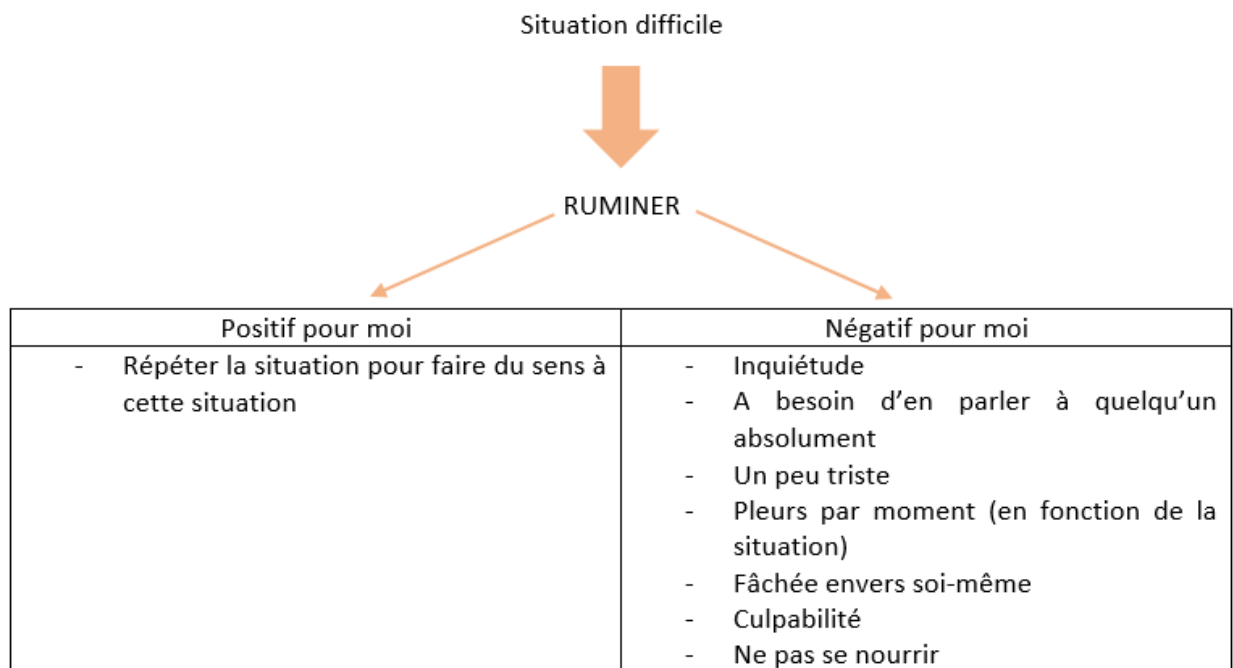 Situation difficile
RUMINER
Positif pour moi
Négatif pour moi
- Répéter la situation pour faire du sens à
cette situation
- Inquiétude
- A besoin d'en parler à quelqu'un
absolument
- Un peu triste
- Pleurs par moment (en fonction de la
situation)
- Fâchée envers soi-même
- Culpabilité
- Ne pas se nourrir